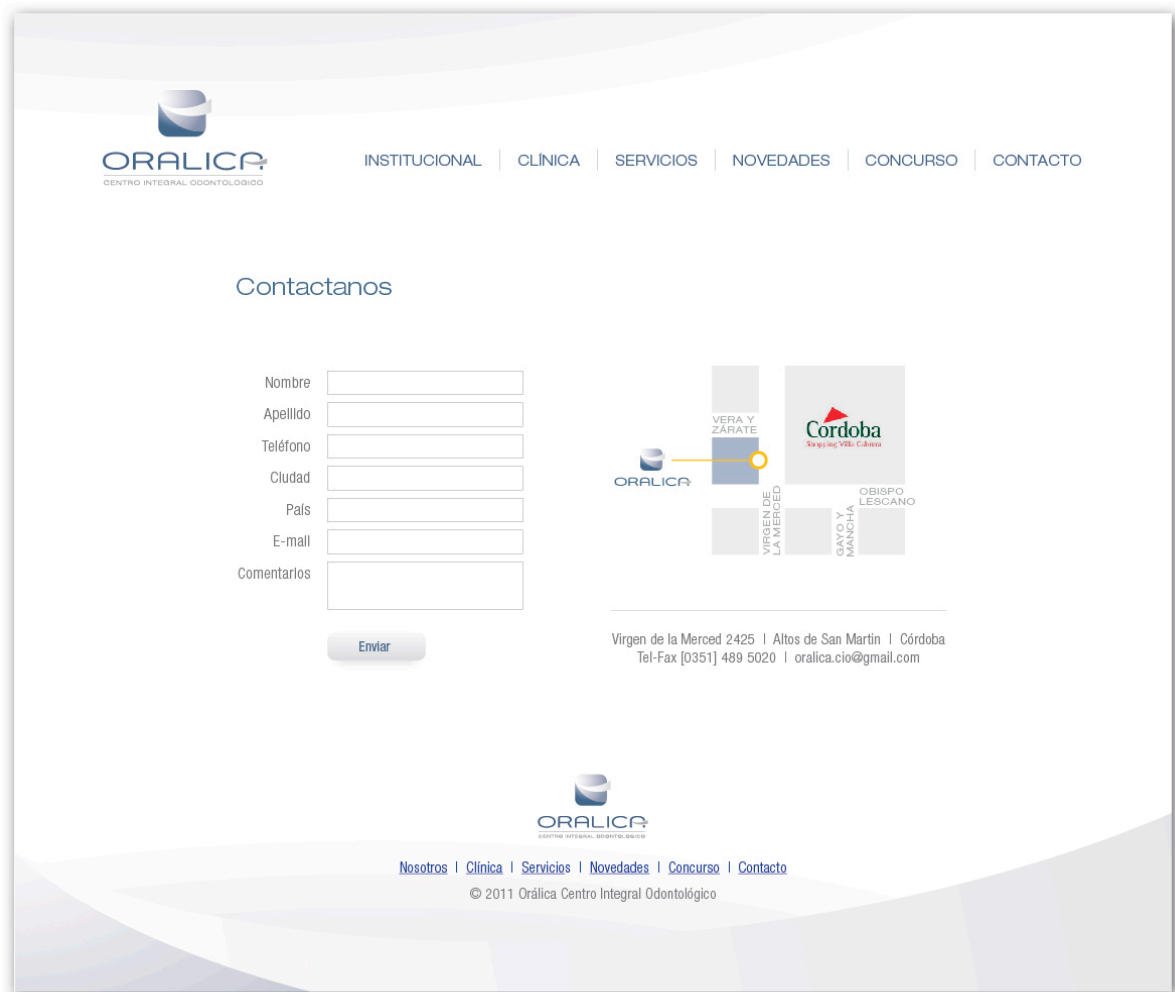 ORALICA
CENTRO INTEGRAL ODONTOLOGICO
INSTITUCIONAL | CLÍNICA | SERVICIOS | NOVEDADES | CONCURSO | CONTACTO
Contactanos
Nombre
Apellido
Teléfono
Ciudad
País
E-mail
Comentarios
Enviar
VERA Y
ZÁRATE
Córdoba
Shopping Villa Cabrera
ORALICA
VIRGEN DE
LA MERCED
GAYO Y
MANCHA
OBISPO
LESCANO
Virgen de la Merced 2425 | Altos de San Martin | Córdoba
Tel-Fax [0351] 489 5020 | oralica.cio@gmail.com
ORALICA
CENTRO INTEGRAL ODONTOLOGICO
Nosotros | Clínica | Servicios | Novedades | Concurso | Contacto
© 2011 Orálica Centro Integral Odontológico